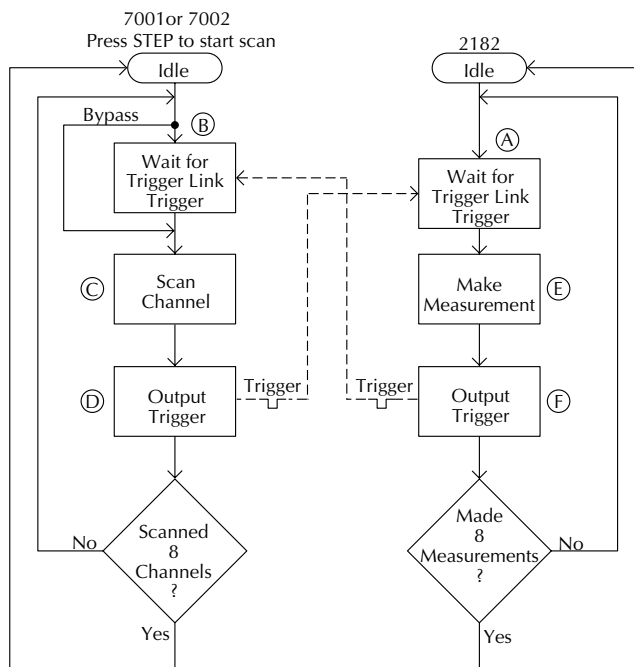 7001or 7002
Press STEP to start scan
Idle
Bypass
B
Wait for
Trigger Link
Trigger
C
Scan
Channel
D
Output
Trigger
Trigger
Scanned
8
Channels
?
No
Yes
2182
Idle
A
Wait for
Trigger Link
Trigger
Make
Measurement
E
Trigger
Output
Trigger
F
Made
8
Measurements
?
No
Yes